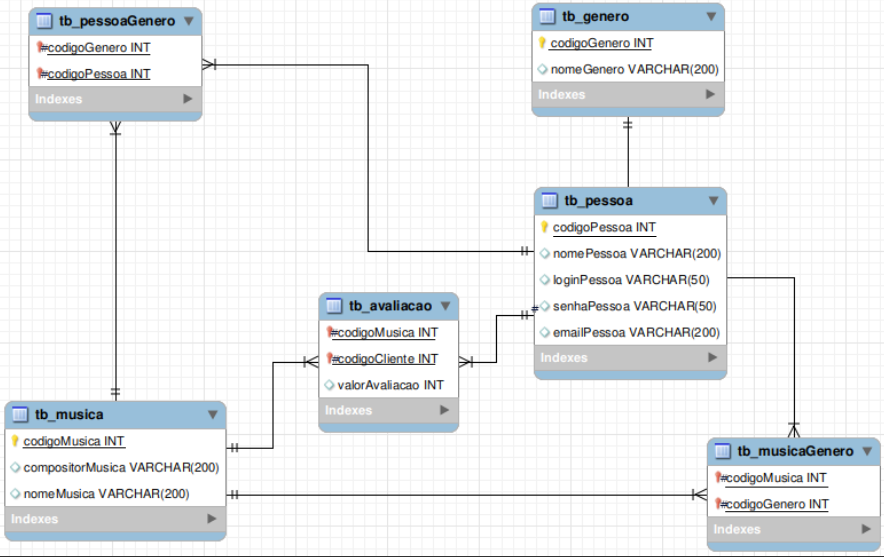 tb_pessoaGenero
#codigoGenero INT
#codigoPessoa INT
Indexes
tb_genero
codigoGenero INT
nomeGenero VARCHAR(200)
Indexes
tb_pessoa
codigoPessoa INT
nomePessoa VARCHAR(200)
loginPessoa VARCHAR(50)
#
senhaPessoa VARCHAR(50)
emailPessoa VARCHAR(200)
Indexes
tb_avaliacao
#codigoMusica INT
#codigoCliente INT
valorAvaliacao INT
Indexes
tb_musica
codigoMusica INT
compositorMusica VARCHAR(200)
nomeMusica VARCHAR(200)
Indexes
tb_musicaGenero
#codigoMusica INT
#codigoGenero INT
Indexes